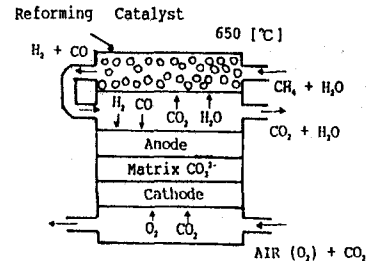 Reforming Catalyst
650 [℃]
H₂ + CO
CH₄ + H₂O
H₂ CO CO₂ H₂O
CO₂ + H₂O
Anode
Matrix CO₃²⁻
Cathode
O₂ CO₂
AIR (O₂) + CO₂